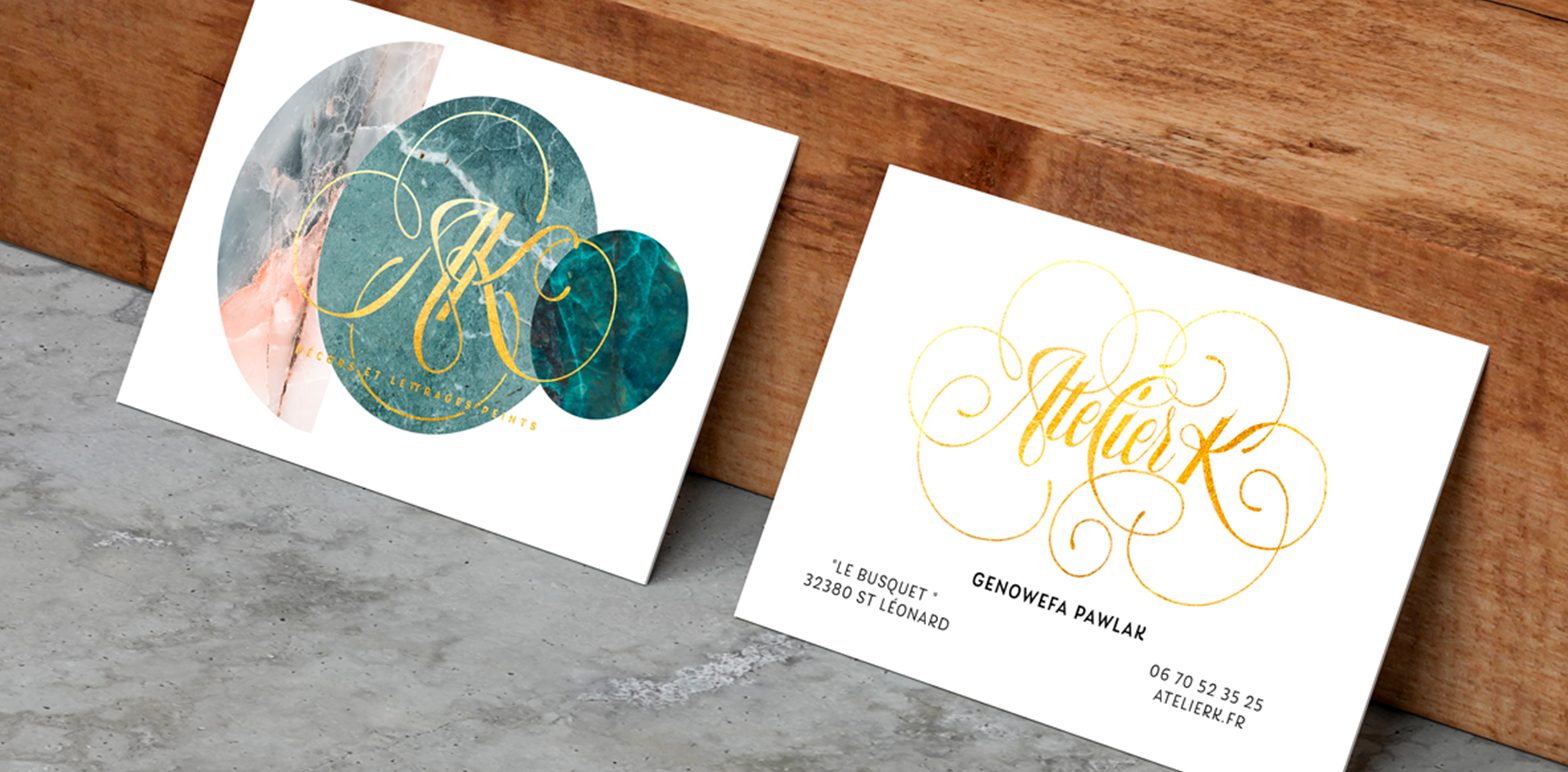 AK
DÉCORS ET LETTRAGES PEINTS
Atelier K
"LE BUSQUET "
32380 ST LÉONARD
GENOWEFA PAWLAK
06 70 52 35 25
ATELIERK.FR